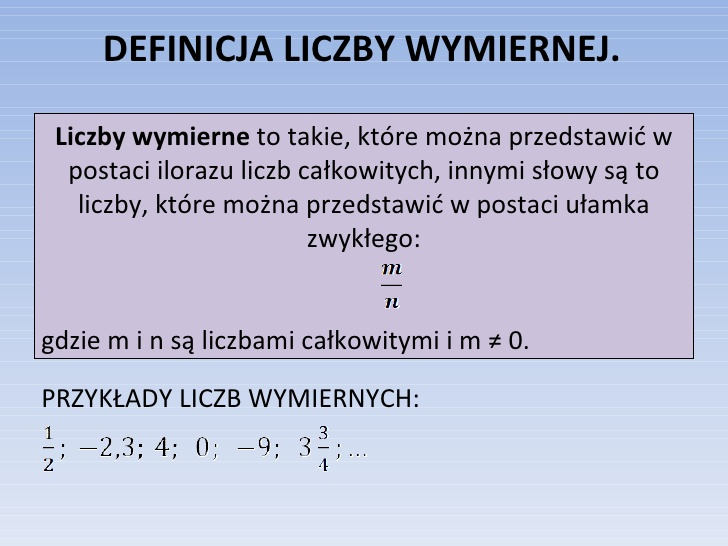 DEFINICJA LICZBY WYMIERNEJ.
Liczby wymierne to takie, które można przedstawić w
postaci ilorazu liczb całkowitych, innymi słowy są to
liczby, które można przedstawić w postaci ułamka
zwykłego:
m/n
gdzie m i n są liczbami całkowitymi i m ≠ 0.
PRZYKŁADY LICZB WYMIERNYCH:
1/2; −2,3; 4; 0; −9; 3 3/4; ...